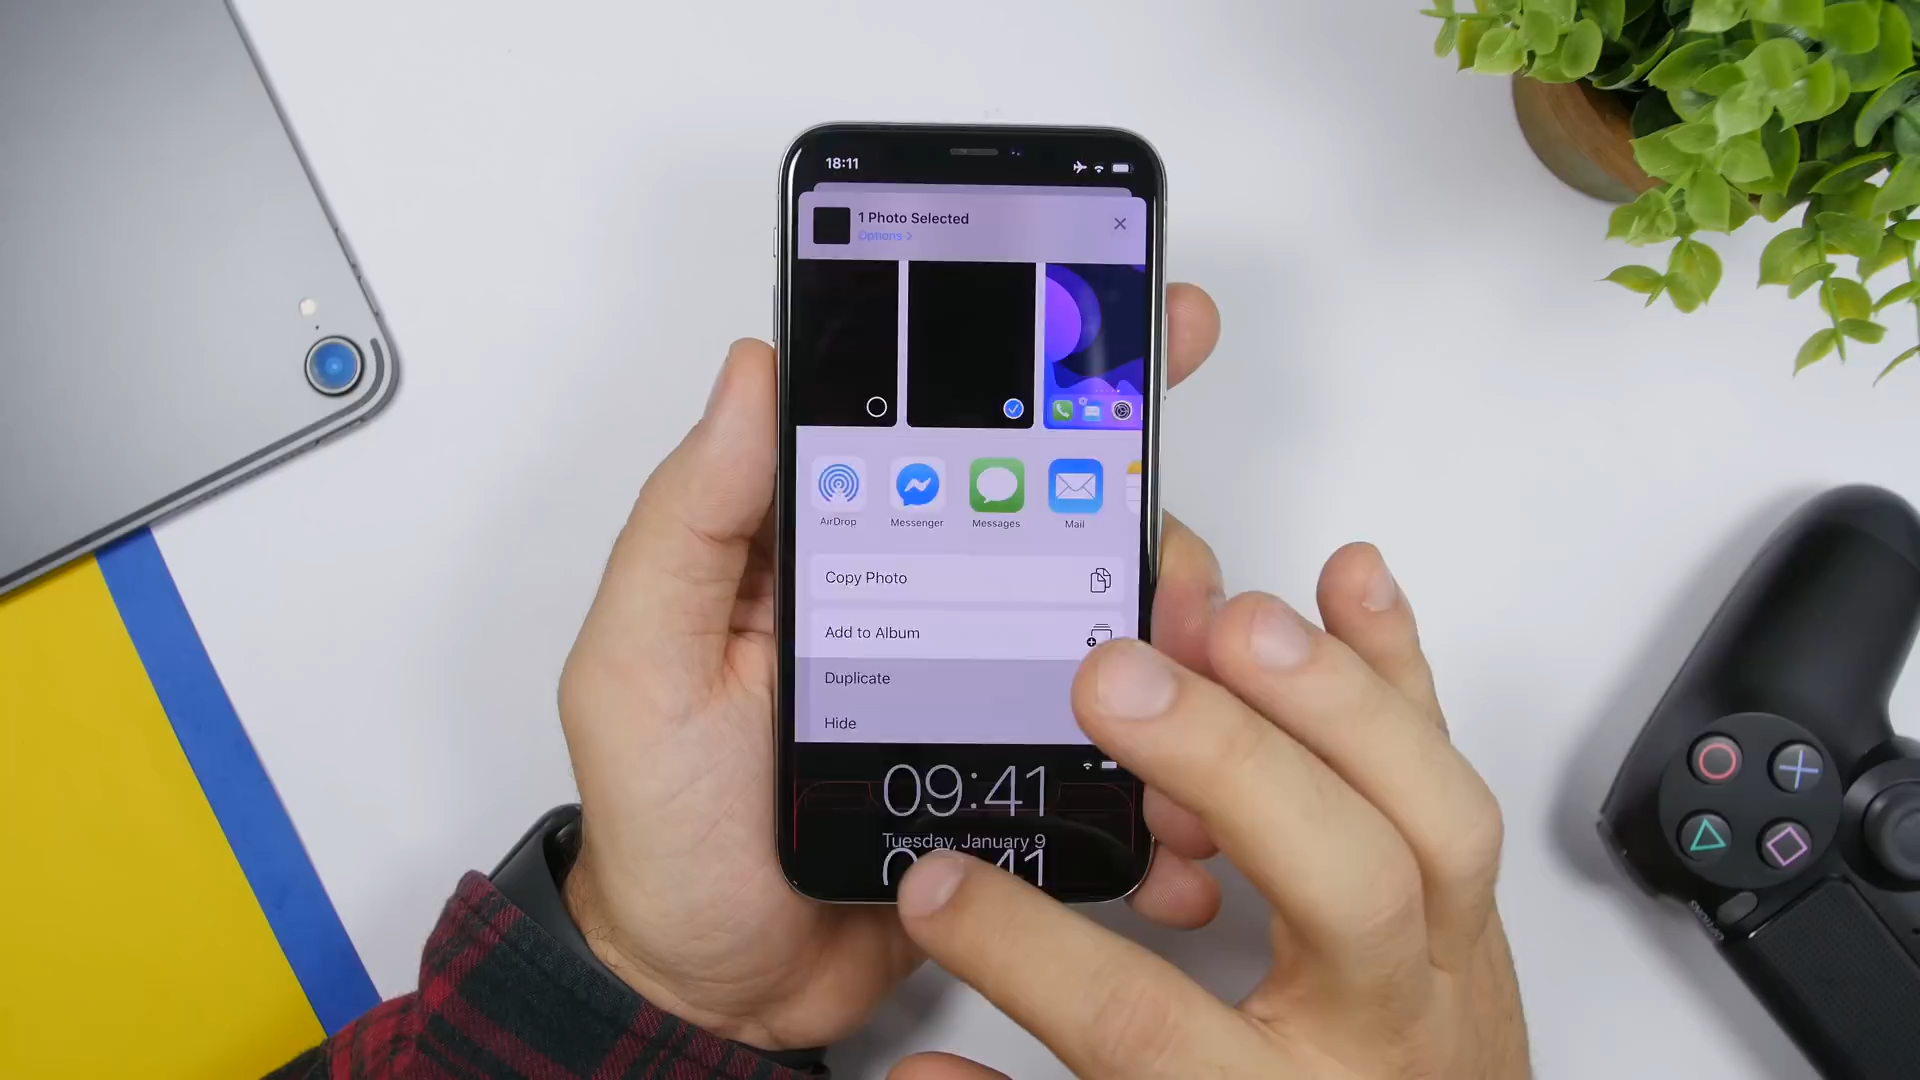 18:11
1 Photo Selected
Options >
AirDrop
Messenger
Messages
Mail
Copy Photo
Add to Album
Duplicate
Hide
09:41
Tuesday, January 9
OPTIONS